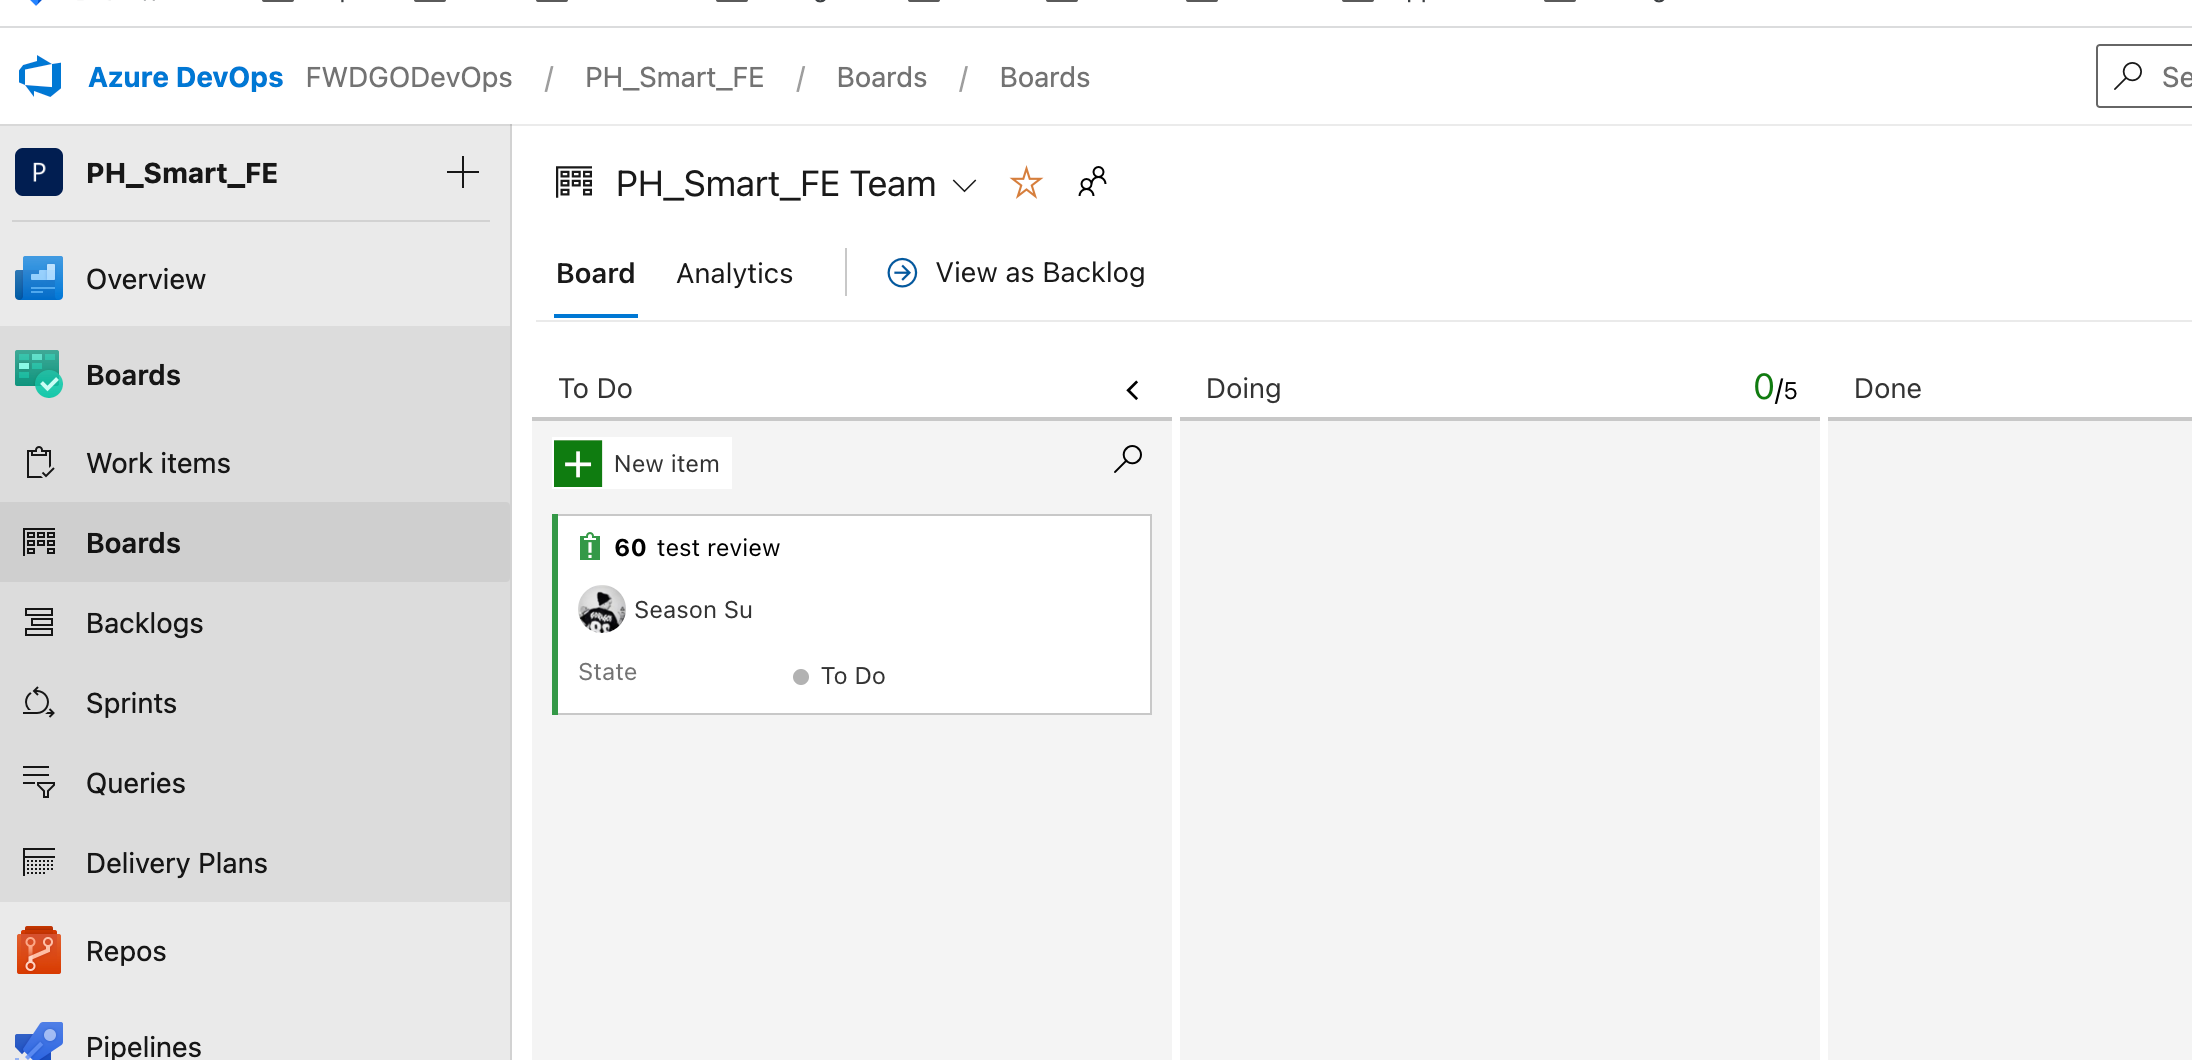 Azure DevOps FWDGODevOps / PH_Smart_FE / Boards / Boards
Se
P PH_Smart_FE
Overview
Boards
Work items
Boards
Backlogs
Sprints
Queries
Delivery Plans
Repos
Pipelines
PH_Smart_FE Team
Board Analytics View as Backlog
To Do
Doing 0/5
Done
New item
60 test review
Season Su
State To Do